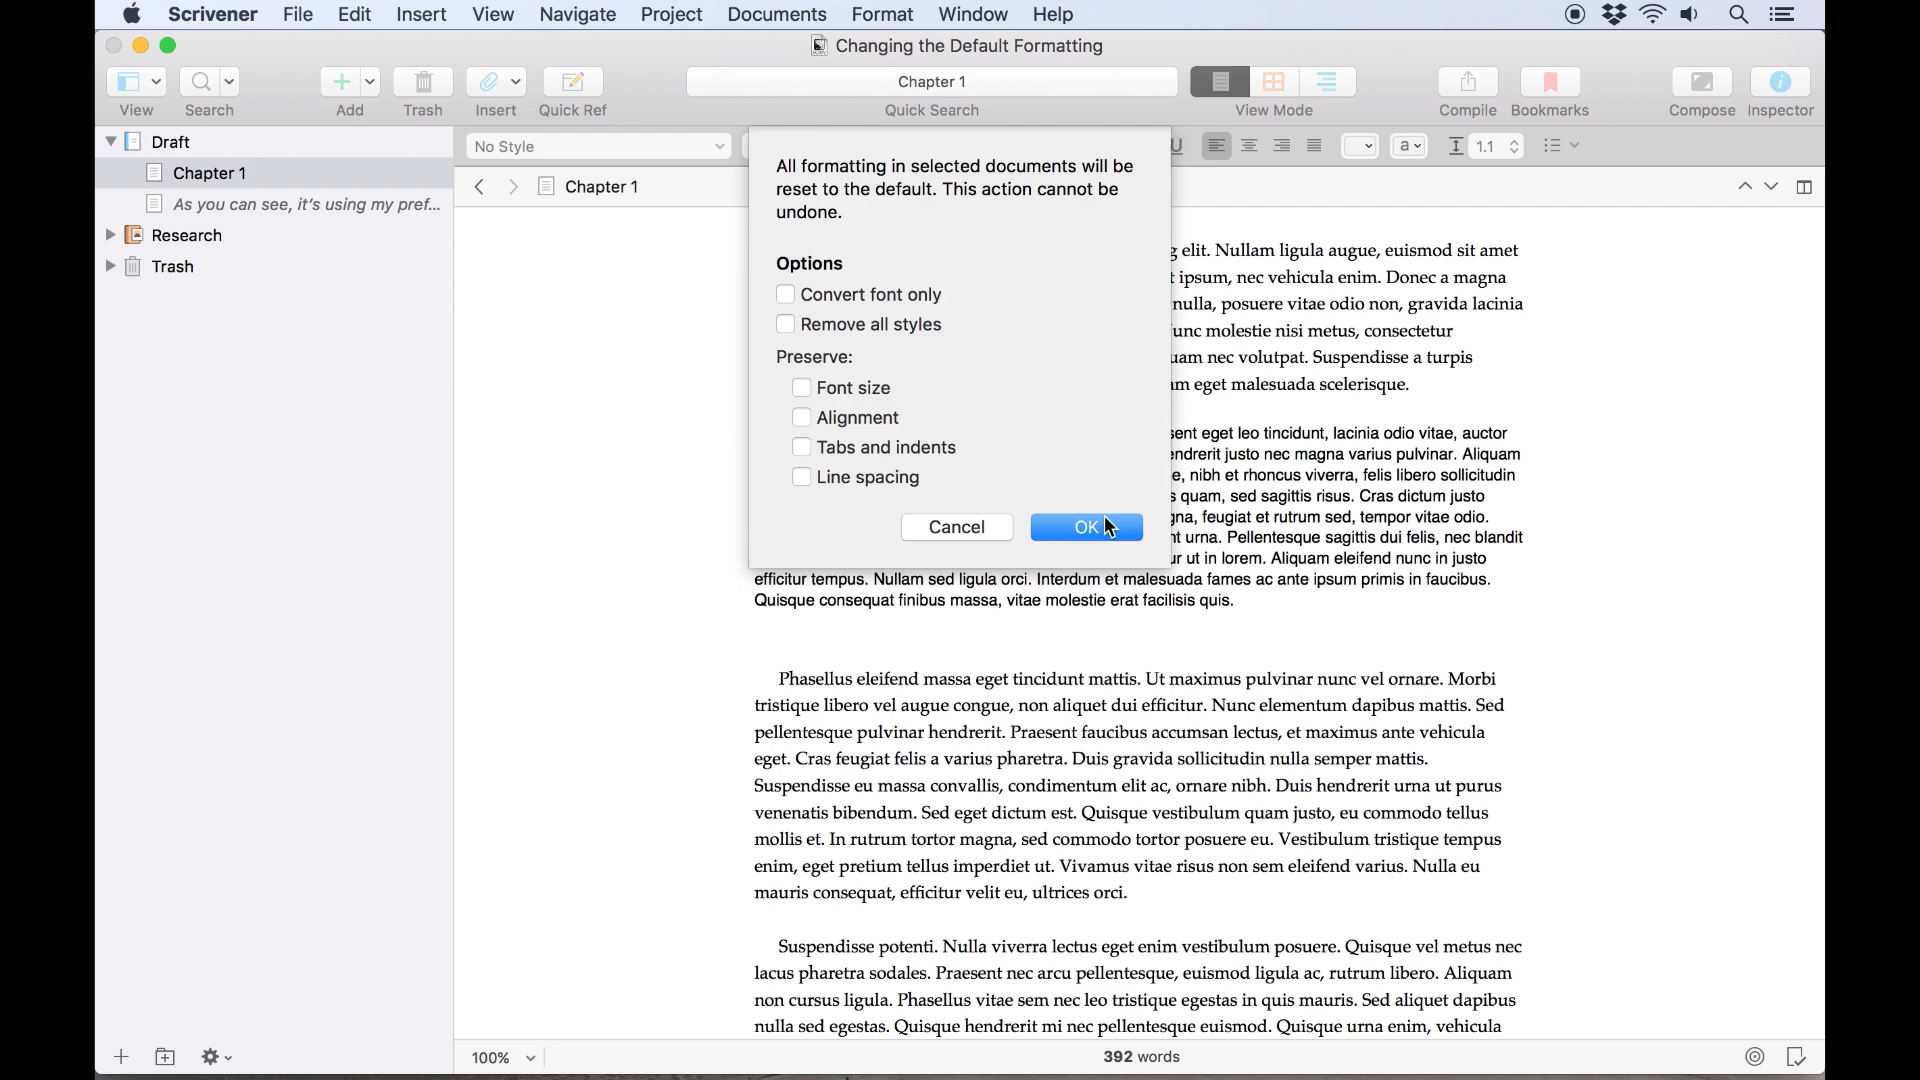 Scrivener File Edit Insert View Navigate Project Documents Format Window Help
Changing the Default Formatting
Chapter 1
View Search Add Trash Insert Quick Ref Quick Search View Mode Compile Bookmarks Compose Inspector
Draft
Chapter 1
As you can see, it's using my pref...
Research
Trash
No Style
U a 1.1
Chapter 1
All formatting in selected documents will be
reset to the default. This action cannot be
undone.
Options
Convert font only
Remove all styles
Preserve:
Font size
Alignment
Tabs and indents
Line spacing
Cancel OK
elit. Nullam ligula augue, euismod sit amet
ipsum, nec vehicula enim. Donec a magna
nulla, posuere vitae odio non, gravida lacinia
unc molestie nisi metus, consectetur
uam nec volutpat. Suspendisse a turpis
m eget malesuada scelerisque.
sent eget leo tincidunt, lacinia odio vitae, auctor
endrerit justo nec magna varius pulvinar. Aliquam
e, nibh et rhoncus viverra, felis libero sollicitudin
s quam, sed sagittis risus. Cras dictum justo
gna, feugiat et rutrum sed, tempor vitae odio.
nt urna. Pellentesque sagittis dui felis, nec blandit
ur ut in lorem. Aliquam eleifend nunc in justo
efficitur tempus. Nullam sed ligula orci. Interdum et malesuada fames ac ante ipsum primis in faucibus.
Quisque consequat finibus massa, vitae molestie erat facilisis quis.
Phasellus eleifend massa eget tincidunt mattis. Ut maximus pulvinar nunc vel ornare. Morbi
tristique libero vel augue congue, non aliquet dui efficitur. Nunc elementum dapibus mattis. Sed
pellentesque pulvinar hendrerit. Praesent faucibus accumsan lectus, et maximus ante vehicula
eget. Cras feugiat felis a varius pharetra. Duis gravida sollicitudin nulla semper mattis.
Suspendisse eu massa convallis, condimentum elit ac, ornare nibh. Duis hendrerit urna ut purus
venenatis bibendum. Sed eget dictum est. Quisque vestibulum quam justo, eu commodo tellus
mollis et. In rutrum tortor magna, sed commodo tortor posuere eu. Vestibulum tristique tempus
enim, eget pretium tellus imperdiet ut. Vivamus vitae risus non sem eleifend varius. Nulla eu
mauris consequat, efficitur velit eu, ultrices orci.
Suspendisse potenti. Nulla viverra lectus eget enim vestibulum posuere. Quisque vel metus nec
lacus pharetra sodales. Praesent nec arcu pellentesque, euismod ligula ac, rutrum libero. Aliquam
non cursus ligula. Phasellus vitae sem nec leo tristique egestas in quis mauris. Sed aliquet dapibus
nulla sed egestas. Quisque hendrerit mi nec pellentesque euismod. Quisque urna enim, vehicula
100% 392 words